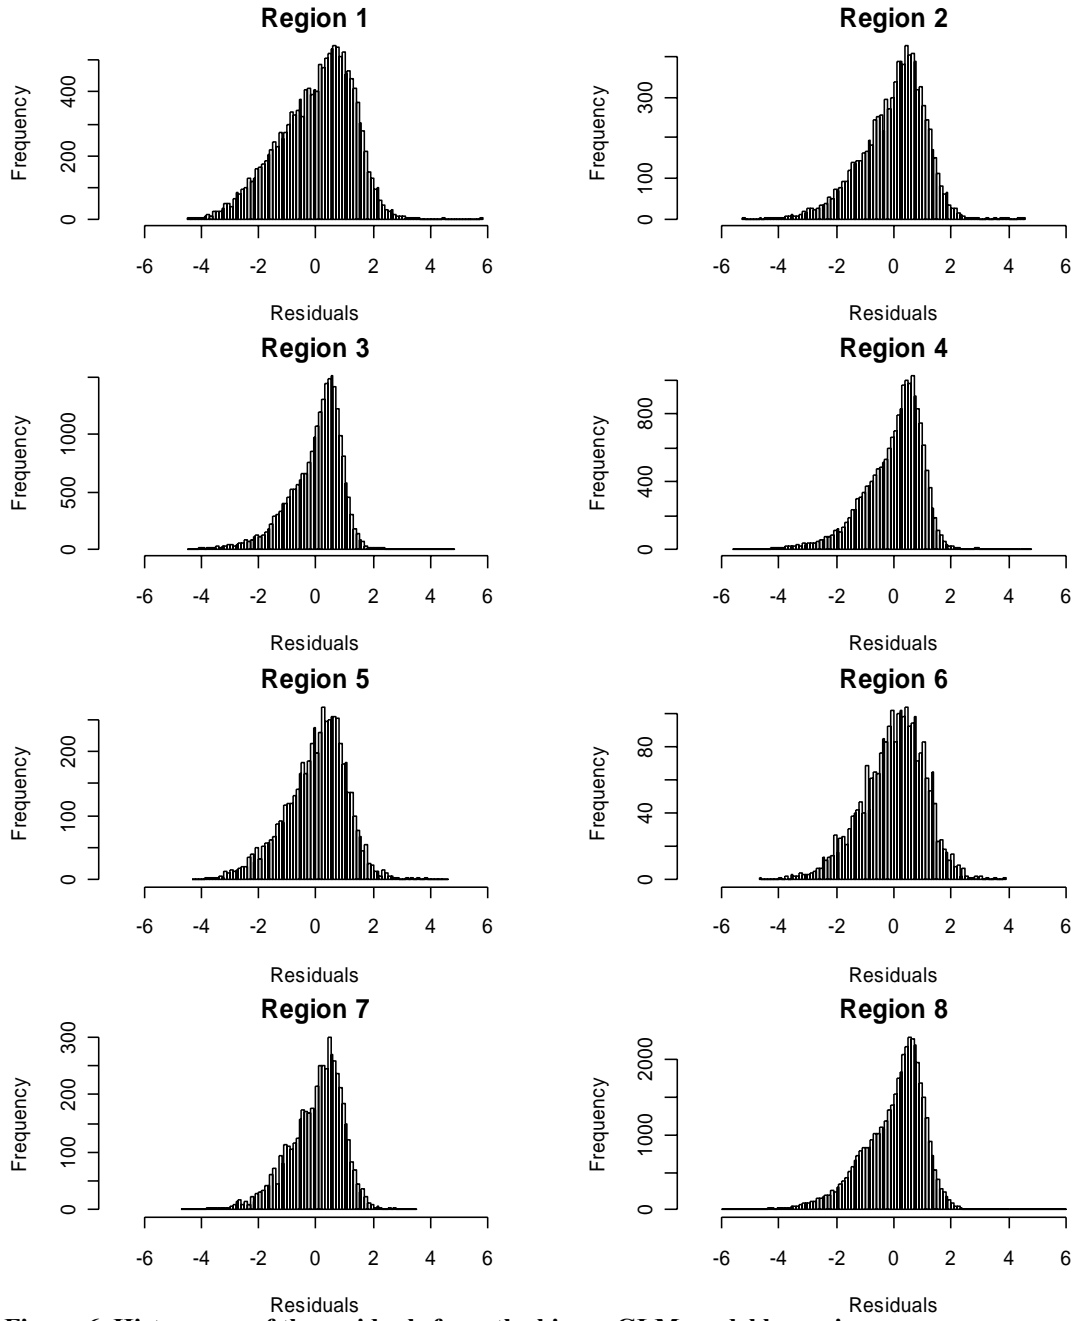 Region 1
Frequency
0 200 400
-6 -4 -2 0 2 4 6
Residuals
Region 2
Frequency
0 100 300
-6 -4 -2 0 2 4 6
Residuals
Region 3
Frequency
0 500 1000
-6 -4 -2 0 2 4 6
Residuals
Region 4
Frequency
0 400 800
-6 -4 -2 0 2 4 6
Residuals
Region 5
Frequency
0 100 200
-6 -4 -2 0 2 4 6
Residuals
Region 6
Frequency
0 40 80
-6 -4 -2 0 2 4 6
Residuals
Region 7
Frequency
0 100 200 300
-6 -4 -2 0 2 4 6
Residuals
Region 8
Frequency
0 1000 2000
-6 -4 -2 0 2 4 6
Residuals